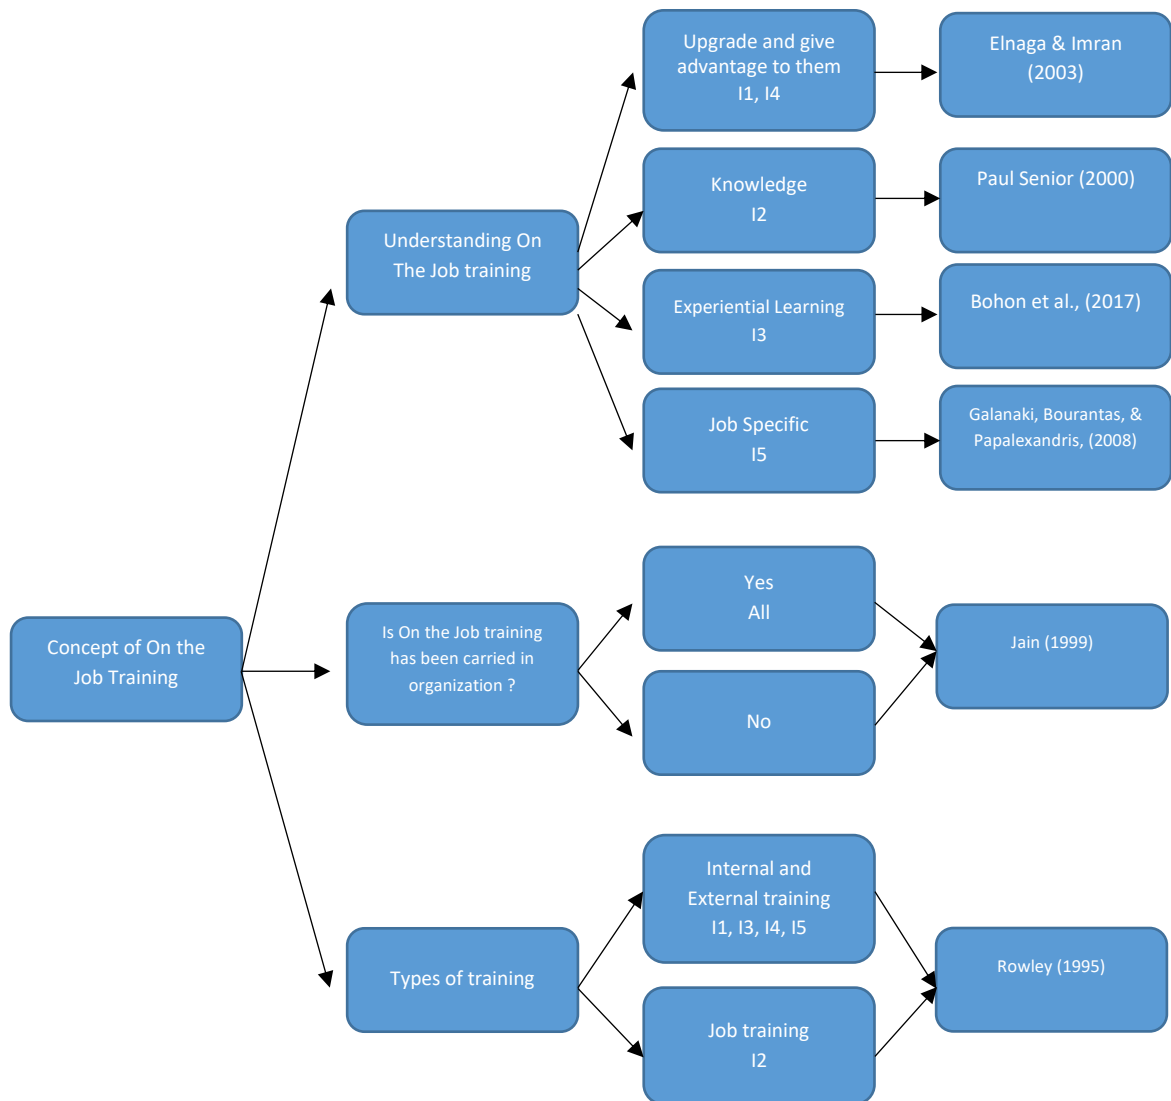 Upgrade and give
advantage to them
I1, I4
Elnaga & Imran
(2003)
Knowledge
I2
Paul Senior (2000)
Understanding On
The Job training
Experiential Learning
I3
Bohon et al., (2017)
Job Specific
I5
Galanaki, Bourantas, &
Papalexandris, (2008)
Concept of On the
Job Training
Is On the Job training
has been carried in
organization ?
Yes
All
No
Jain (1999)
Types of training
Internal and
External training
I1, I3, I4, I5
Job training
I2
Rowley (1995)